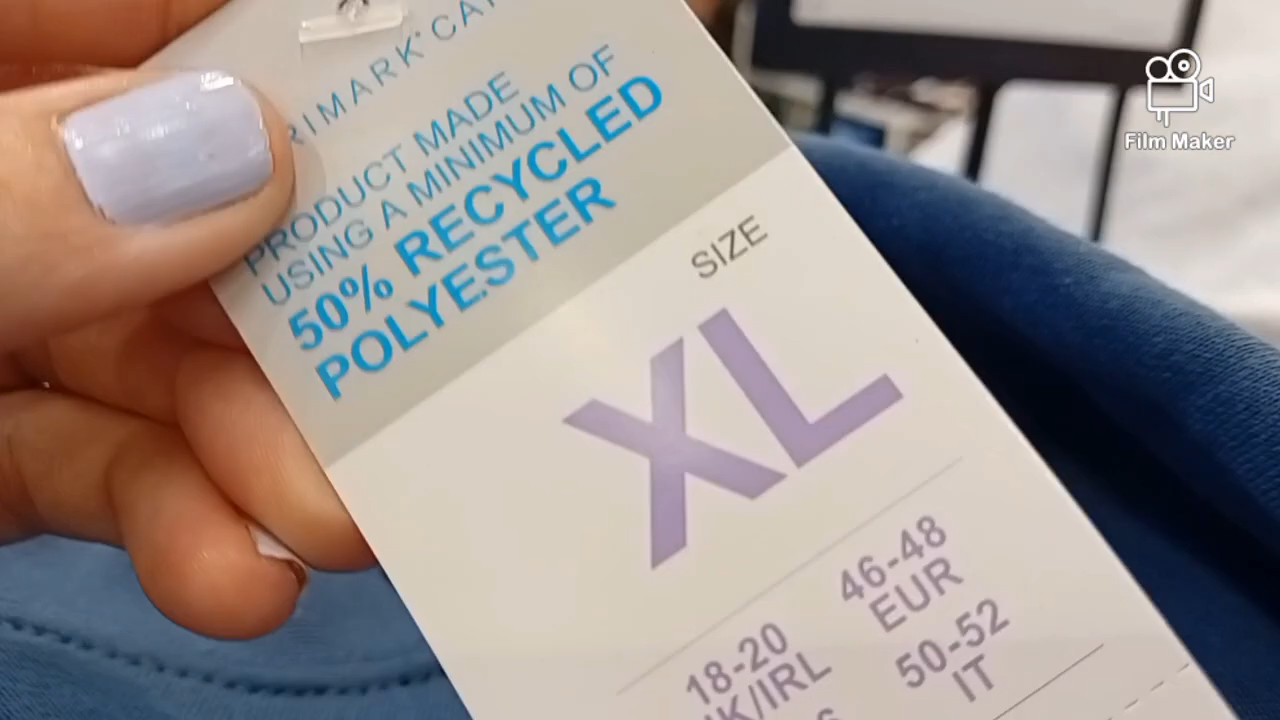 PRODUCT MADE
USING A MINIMUM OF
50% RECYCLED
POLYESTER
SIZE
XL
18-20
46-48
EUR
50-52
IT
Film Maker